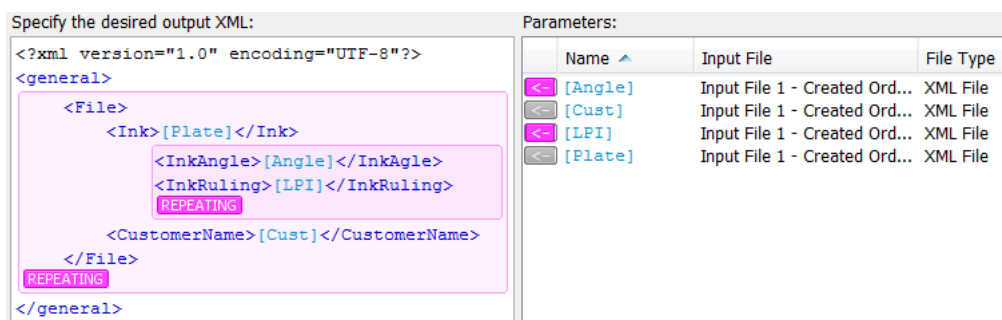 Specify the desired output XML:
Parameters:
<?xml version="1.0" encoding="UTF-8"?>
<general>
<File>
<Ink>[Plate]</Ink>
<InkAngle>[Angle]</InkAgle>
<InkRuling>[LPI]</InkRuling>
REPEATING
<CustomerName>[Cust]</CustomerName>
</File>
REPEATING
</general>
Name Input File File Type
<- [Angle] Input File 1 - Created Ord... XML File
<- [Cust] Input File 1 - Created Ord... XML File
<- [LPI] Input File 1 - Created Ord... XML File
<- [Plate] Input File 1 - Created Ord... XML File